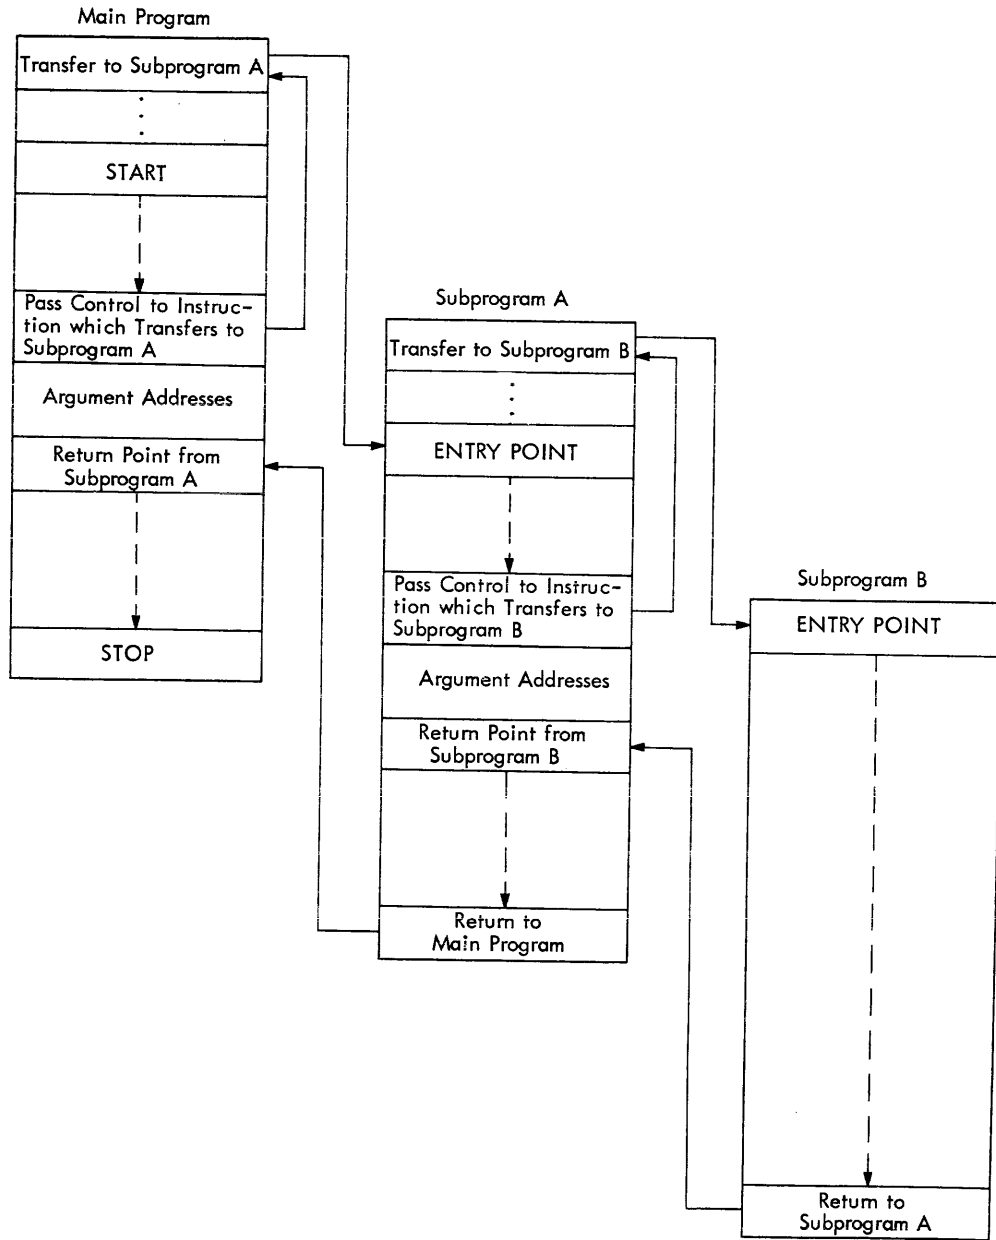 Main Program
Transfer to Subprogram A
START
Pass Control to Instruc-
tion which Transfers to
Subprogram A
Argument Addresses
Return Point from
Subprogram A
STOP
Subprogram A
Transfer to Subprogram B
ENTRY POINT
Pass Control to Instruc-
tion which Transfers to
Subprogram B
Argument Addresses
Return Point from
Subprogram B
Return to
Main Program
Subprogram B
ENTRY POINT
Return to
Subprogram A